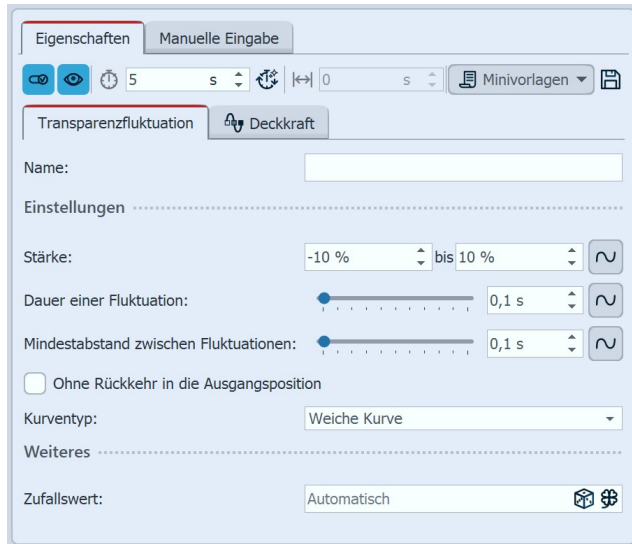 Eigenschaften Manuelle Eingabe
5 s 0 s Minivorlagen
Transparenzfluktuation Deckkraft
Name:
Einstellungen
Stärke: -10 % bis 10 %
Dauer einer Fluktuation: 0,1 s
Mindestabstand zwischen Fluktuationen: 0,1 s
Ohne Rückkehr in die Ausgangsposition
Kurventyp: Weiche Kurve
Weiteres
Zufallswert: Automatisch